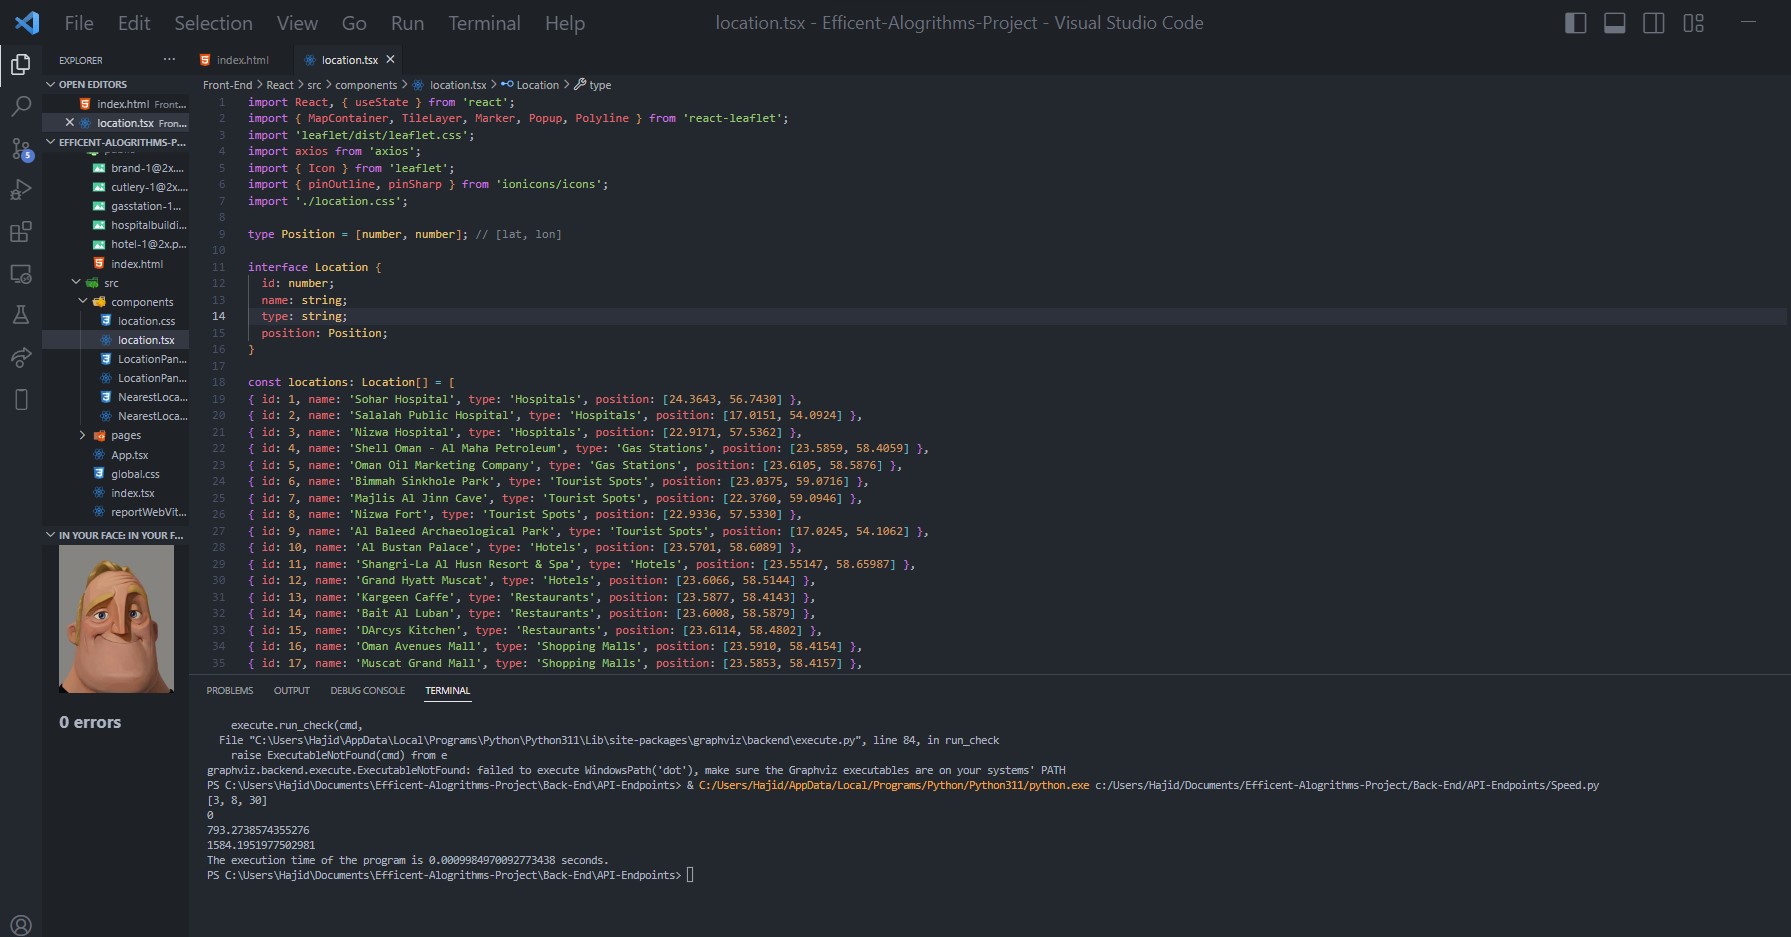 File Edit Selection View Go Run Terminal Help location.tsx - Efficent-Alogrithms-Project - Visual Studio Code
EXPLORER ···
OPEN EDITORS
index.html Front...
location.tsx Fron...
EFFICENT-ALOGRITHMS-P...
brand-1@2x....
cutlery-1@2x...
gasstation-1...
hospitalbuildi...
hotel-1@2x.p...
index.html
src
components
location.css
location.tsx
LocationPan...
LocationPan...
NearestLoca...
NearestLoca...
pages
App.tsx
global.css
index.tsx
reportWebVit...
IN YOUR FACE: IN YOUR F...
0 errors
5
index.html location.tsx
Front-End > React > src > components > location.tsx > Location > type
1 import React, { useState } from 'react';
2 import { MapContainer, TileLayer, Marker, Popup, Polyline } from 'react-leaflet';
3 import 'leaflet/dist/leaflet.css';
4 import axios from 'axios';
5 import { Icon } from 'leaflet';
6 import { pinOutline, pinSharp } from 'ionicons/icons';
7 import './location.css';
8
9 type Position = [number, number]; // [lat, lon]
10
11 interface Location {
12 id: number;
13 name: string;
14 type: string;
15 position: Position;
16 }
17
18 const locations: Location[] = [
19 { id: 1, name: 'Sohar Hospital', type: 'Hospitals', position: [24.3643, 56.7430] },
20 { id: 2, name: 'Salalah Public Hospital', type: 'Hospitals', position: [17.0151, 54.0924] },
21 { id: 3, name: 'Nizwa Hospital', type: 'Hospitals', position: [22.9171, 57.5362] },
22 { id: 4, name: 'Shell Oman - Al Maha Petroleum', type: 'Gas Stations', position: [23.5859, 58.4059] },
23 { id: 5, name: 'Oman Oil Marketing Company', type: 'Gas Stations', position: [23.6105, 58.5876] },
24 { id: 6, name: 'Bimmah Sinkhole Park', type: 'Tourist Spots', position: [23.0375, 59.0716] },
25 { id: 7, name: 'Majlis Al Jinn Cave', type: 'Tourist Spots', position: [22.3760, 59.0946] },
26 { id: 8, name: 'Nizwa Fort', type: 'Tourist Spots', position: [22.9336, 57.5330] },
27 { id: 9, name: 'Al Baleed Archaeological Park', type: 'Tourist Spots', position: [17.0245, 54.1062] },
28 { id: 10, name: 'Al Bustan Palace', type: 'Hotels', position: [23.5701, 58.6089] },
29 { id: 11, name: 'Shangri-La Al Husn Resort & Spa', type: 'Hotels', position: [23.55147, 58.65987] },
30 { id: 12, name: 'Grand Hyatt Muscat', type: 'Hotels', position: [23.6066, 58.5144] },
31 { id: 13, name: 'Kargeen Caffe', type: 'Restaurants', position: [23.5877, 58.4143] },
32 { id: 14, name: 'Bait Al Luban', type: 'Restaurants', position: [23.6008, 58.5879] },
33 { id: 15, name: 'DArcys Kitchen', type: 'Restaurants', position: [23.6114, 58.4802] },
34 { id: 16, name: 'Oman Avenues Mall', type: 'Shopping Malls', position: [23.5910, 58.4154] },
35 { id: 17, name: 'Muscat Grand Mall', type: 'Shopping Malls', position: [23.5853, 58.4157] },
PROBLEMS OUTPUT DEBUG CONSOLE TERMINAL
execute.run_check(cmd,
File "C:\Users\Hajid\AppData\Local\Programs\Python\Python311\Lib\site-packages\graphviz\backend\execute.py", line 84, in run_check
raise ExecutableNotFound(cmd) from e
graphviz.backend.execute.ExecutableNotFound: failed to execute WindowsPath('dot'), make sure the Graphviz executables are on your systems' PATH
PS C:\Users\Hajid\Documents\Efficent-Alogrithms-Project\Back-End\API-Endpoints> & C:/Users/Hajid/AppData/Local/Programs/Python/Python311/python.exe c:/Users/Hajid/Documents/Efficent-Alogrithms-Project/Back-End/API-Endpoints/Speed.py
[3, 8, 30]
0
793.2738574355276
1584.1951977502981
The execution time of the program is 0.0009984970092773438 seconds.
PS C:\Users\Hajid\Documents\Efficent-Alogrithms-Project\Back-End\API-Endpoints>